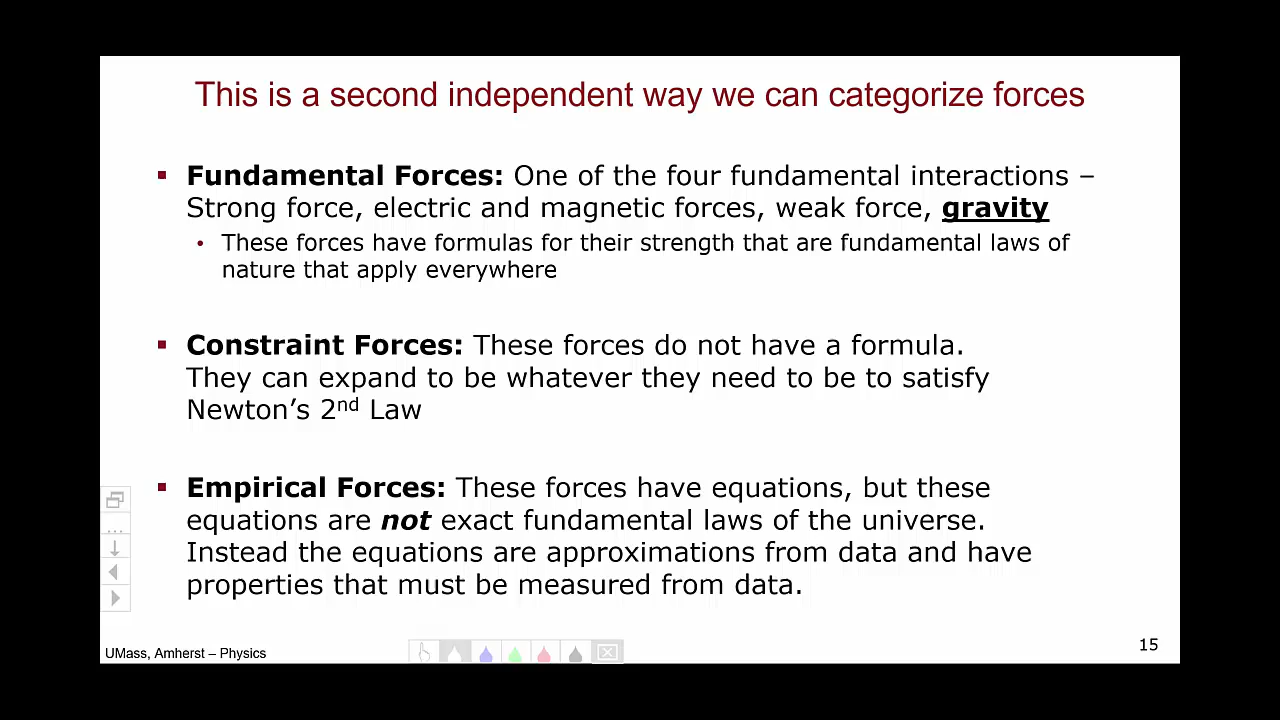 This is a second independent way we can categorize forces
▪ Fundamental Forces: One of the four fundamental interactions –
Strong force, electric and magnetic forces, weak force, gravity
• These forces have formulas for their strength that are fundamental laws of
nature that apply everywhere
▪ Constraint Forces: These forces do not have a formula.
They can expand to be whatever they need to be to satisfy
Newton’s 2nd Law
▪ Empirical Forces: These forces have equations, but these
equations are not exact fundamental laws of the universe.
Instead the equations are approximations from data and have
properties that must be measured from data.
UMass, Amherst – Physics
15